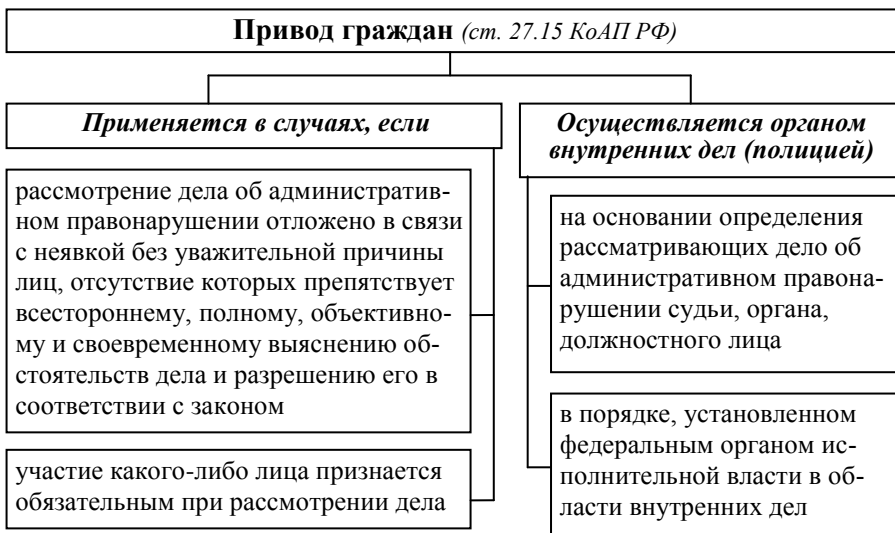 Привод граждан (ст. 27.15 КоАП РФ)
Применяется в случаях, если
рассмотрение дела об административ-
ном правонарушении отложено в связи
с неявкой без уважительной причины
лиц, отсутствие которых препятствует
всестороннему, полному, объективно-
му и своевременному выяснению об-
стоятельств дела и разрешению его в
соответствии с законом
участие какого-либо лица признается
обязательным при рассмотрении дела
Осуществляется органом
внутренних дел (полицией)
на основании определения
рассматривающих дело об
административном правона-
рушении судьи, органа,
должностного лица
в порядке, установленном
федеральным органом ис-
полнительной власти в об-
ласти внутренних дел